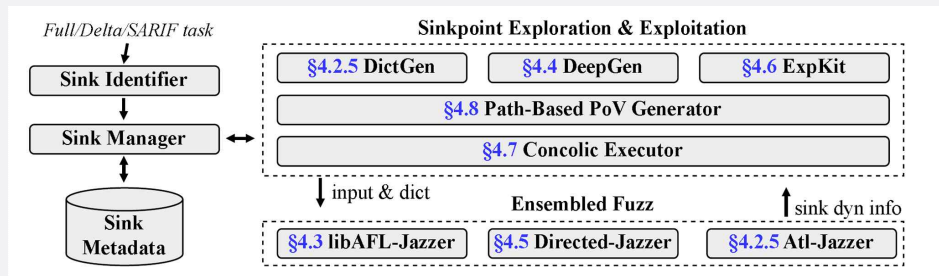 Full/Delta/SARIF task
Sink Identifier
Sink Manager
Sink
Metadata
Sinkpoint Exploration & Exploitation
§4.2.5 DictGen
§4.4 DeepGen
§4.6 ExpKit
§4.8 Path-Based PoV Generator
§4.7 Concolic Executor
input & dict
Ensembled Fuzz
sink dyn info
§4.3 libAFL-Jazzer
§4.5 Directed-Jazzer
§4.2.5 Atl-Jazzer